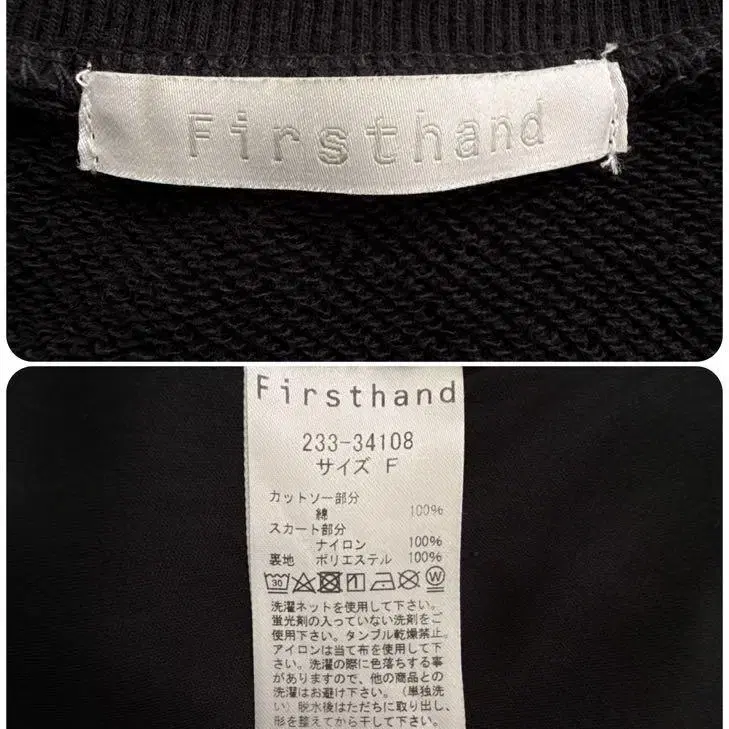 Firsthand
Firsthand
233-34108
サイズ F
カットソー部分
綿 100%
スカート部分
ナイロン 100%
裏地 ポリエステル 100%
30 W
洗濯ネットを使用して下さい。
蛍光剤の入っていない洗剤をご
使用下さい。タンブル乾燥禁止。
アイロンは当て布を使用して下
さい。洗濯の際に色落ちする事
がありますので、他の商品との
洗濯はお避け下さい。（単独洗
い）脱水後はただちに取り出し、
形を整えてから干して下さい。